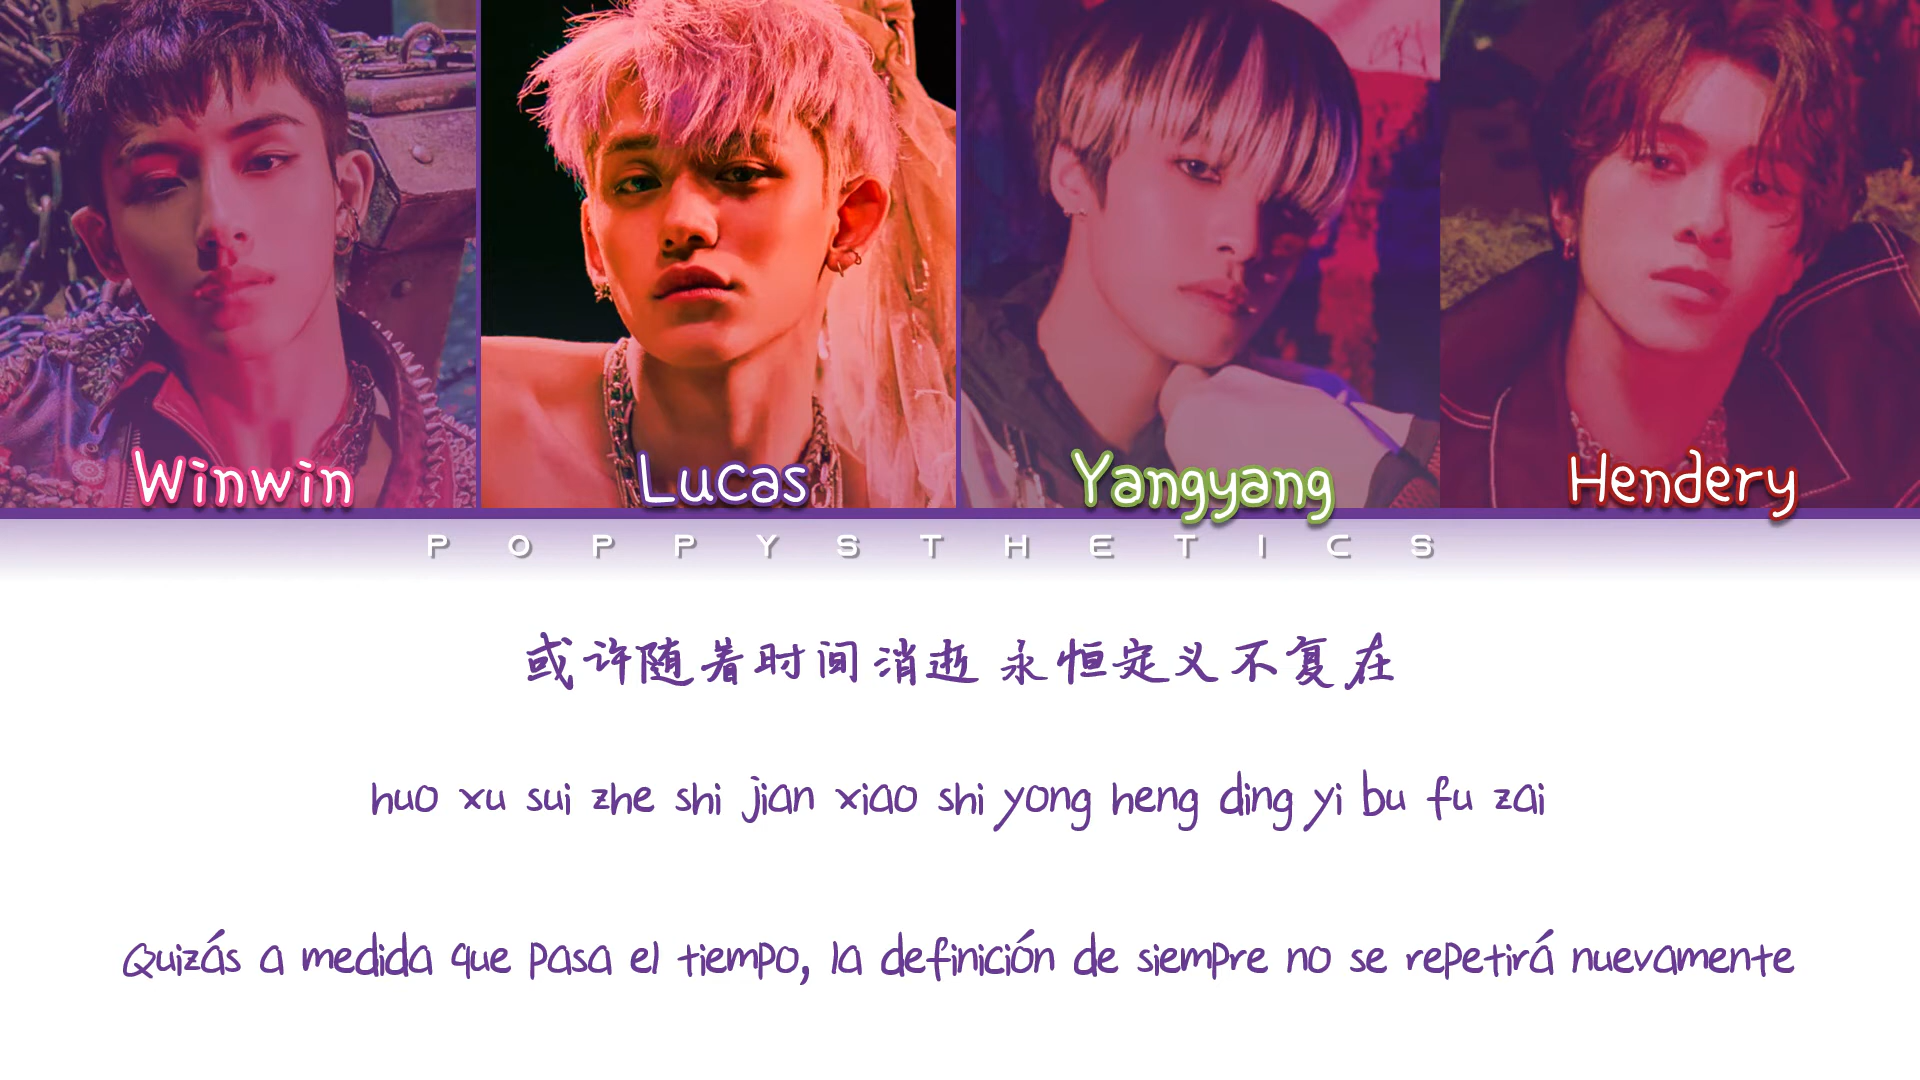 Winwin Lucas Yangyang Hendery
POPPYSTHETICS
或许随着时间消逝 永恒定义不复在
huo xu sui zhe shi jian xiao shi yong heng ding yi bu fu zai
Quizás a medida que pasa el tiempo, la definición de siempre no se repetirá nuevamente